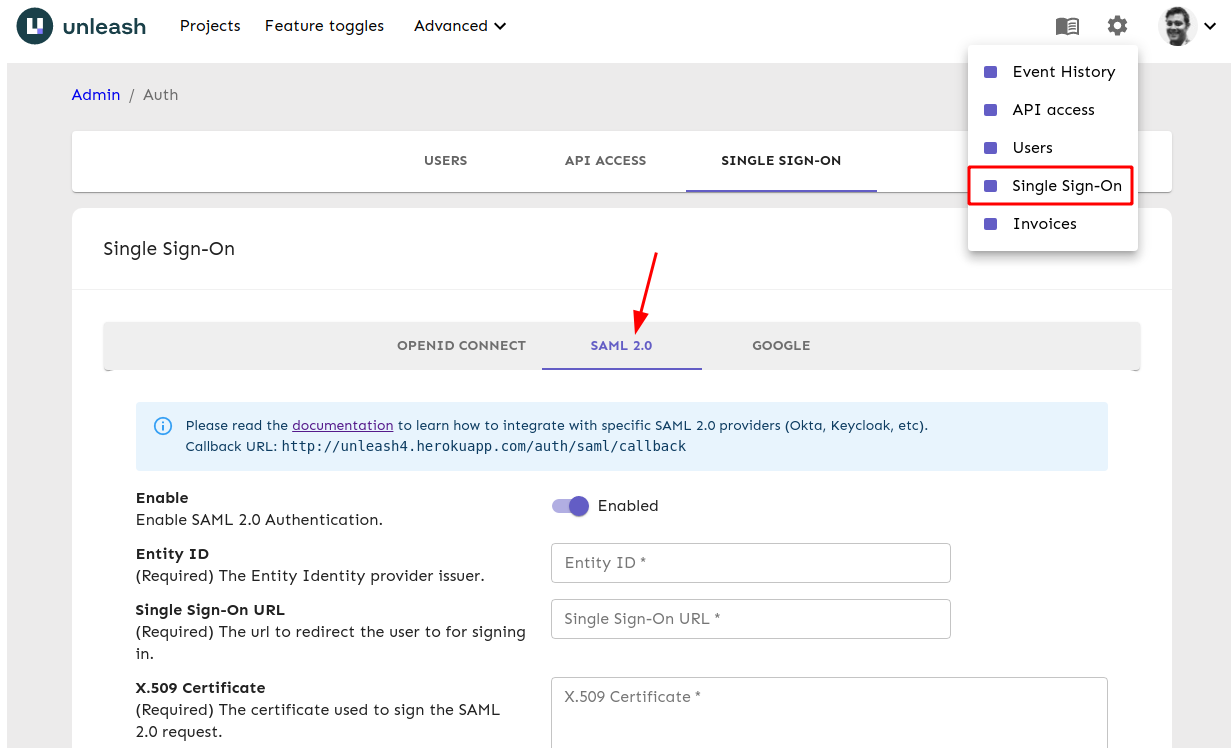 unleash Projects Feature toggles Advanced
Event History
API access
Users
Single Sign-On
Invoices
Admin / Auth
USERS API ACCESS SINGLE SIGN-ON
Single Sign-On
OPENID CONNECT SAML 2.0 GOOGLE
Please read the documentation to learn how to integrate with specific SAML 2.0 providers (Okta, Keycloak, etc).
Callback URL: http://unleash4.herokuapp.com/auth/saml/callback
Enable
Enable SAML 2.0 Authentication.
Enabled
Entity ID
(Required) The Entity Identity provider issuer.
Entity ID *
Single Sign-On URL
(Required) The url to redirect the user to for signing
in.
Single Sign-On URL *
X.509 Certificate
(Required) The certificate used to sign the SAML
2.0 request.
X.509 Certificate *